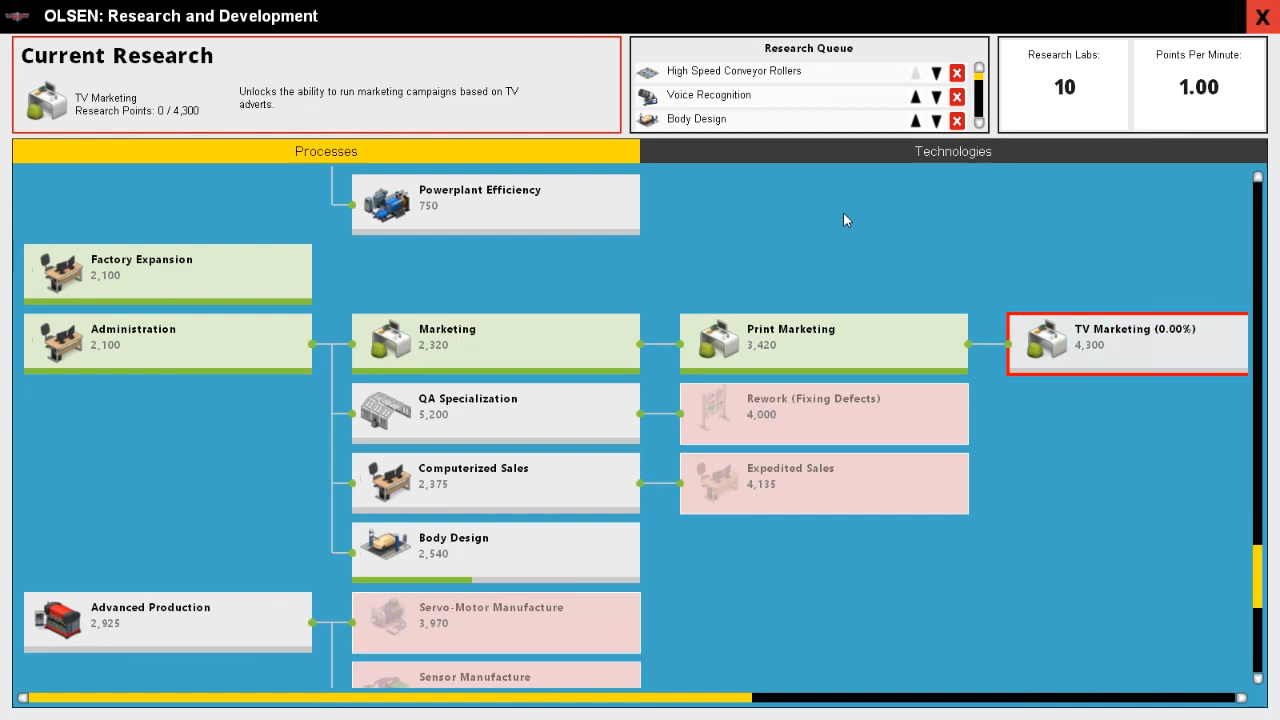 OLSEN: Research and Development
X
Current Research
TV Marketing
Research Points: 0 / 4,300
Unlocks the ability to run marketing campaigns based on TV
adverts.
Research Queue
High Speed Conveyor Rollers
Voice Recognition
Body Design
Research Labs:
10
Points Per Minute:
1.00
Processes
Technologies
Powerplant Efficiency
750
Factory Expansion
2,100
Administration
2,100
Marketing
2,320
Print Marketing
3,420
TV Marketing (0.00%)
4,300
QA Specialization
5,200
Rework (Fixing Defects)
4,000
Computerized Sales
2,375
Expedited Sales
4,135
Body Design
2,540
Advanced Production
2,925
Servo-Motor Manufacture
3,970
Sensor Manufacture